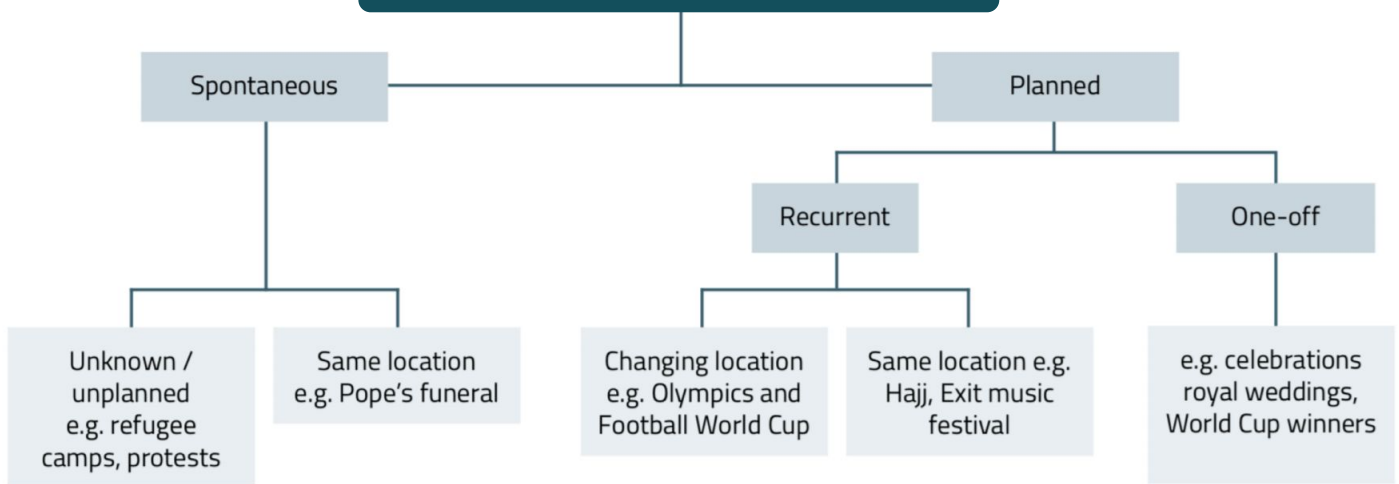 Spontaneous
Planned
Recurrent
One-off
Unknown /
unplanned
e.g. refugee
camps, protests
Same location
e.g. Pope's funeral
Changing location
e.g. Olympics and
Football World Cup
Same location e.g.
Hajj, Exit music
festival
e.g. celebrations
royal weddings,
World Cup winners